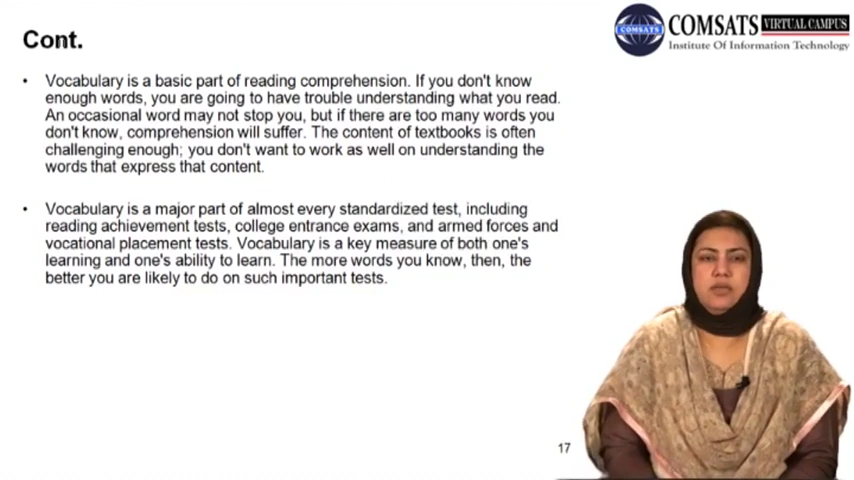 Cont.
• Vocabulary is a basic part of reading comprehension. If you don't know
enough words, you are going to have trouble understanding what you read.
An occasional word may not stop you, but if there are too many words you
don't know, comprehension will suffer. The content of textbooks is often
challenging enough; you don't want to work as well on understanding the
words that express that content.
• Vocabulary is a major part of almost every standardized test, including
reading achievement tests, college entrance exams, and armed forces and
vocational placement tests. Vocabulary is a key measure of both one's
learning and one's ability to learn. The more words you know, then, the
better you are likely to do on such important tests.
COMSATS
COMSATS VIRTUAL CAMPUS
Institute Of Information Technology
17